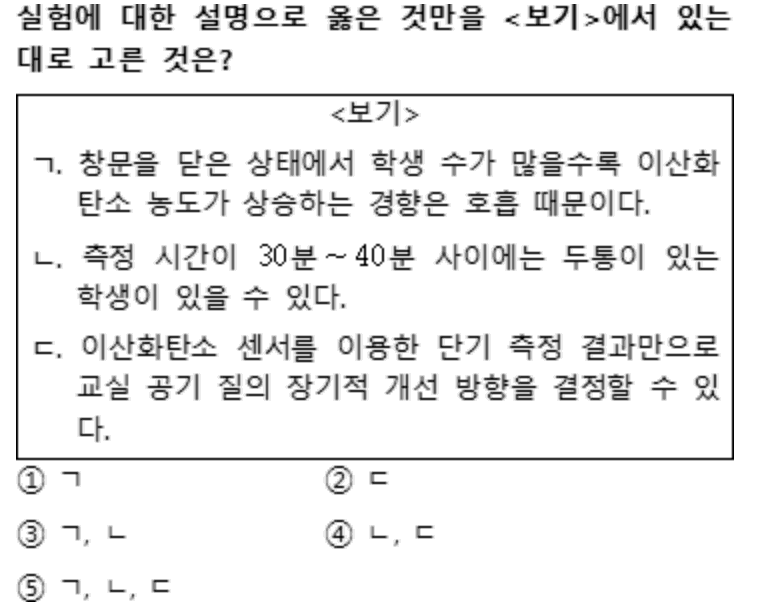 실험에 대한 설명으로 옳은 것만을 <보기>에서 있는
대로 고른 것은?
<보기>
ㄱ. 창문을 닫은 상태에서 학생 수가 많을수록 이산화
탄소 농도가 상승하는 경향은 호흡 때문이다.
ㄴ. 측정 시간이 30분 ~ 40분 사이에는 두통이 있는
학생이 있을 수 있다.
ㄷ. 이산화탄소 센서를 이용한 단기 측정 결과만으로
교실 공기 질의 장기적 개선 방향을 결정할 수 있
다.
① ㄱ ② ㄷ
③ ㄱ, ㄴ ④ ㄴ, ㄷ
⑤ ㄱ, ㄴ, ㄷ